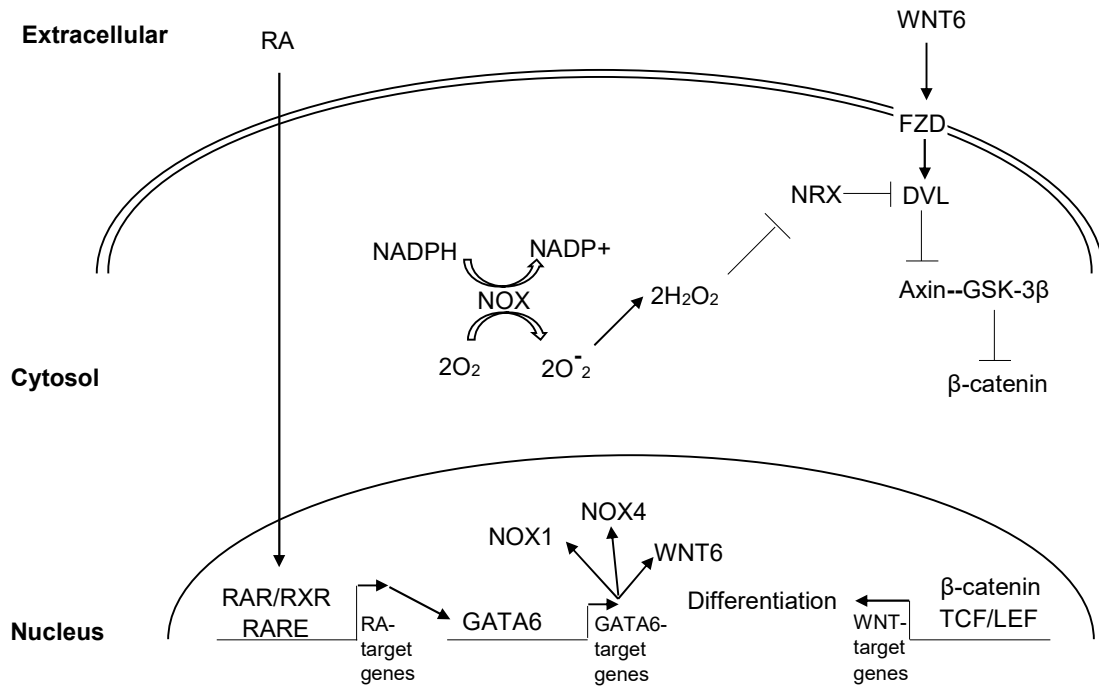 Extracellular
RA
WNT6
FZD
NRX
DVL
NADPH
NADP+
NOX
2H₂O₂
Axin--GSK-3β
2O₂
2O⁻₂
Cytosol
β-catenin
NOX4
NOX1
WNT6
RAR/RXR
RARE
RA-
target
genes
GATA6
GATA6-
target
genes
Differentiation
WNT-
target
genes
β-catenin
TCF/LEF
Nucleus